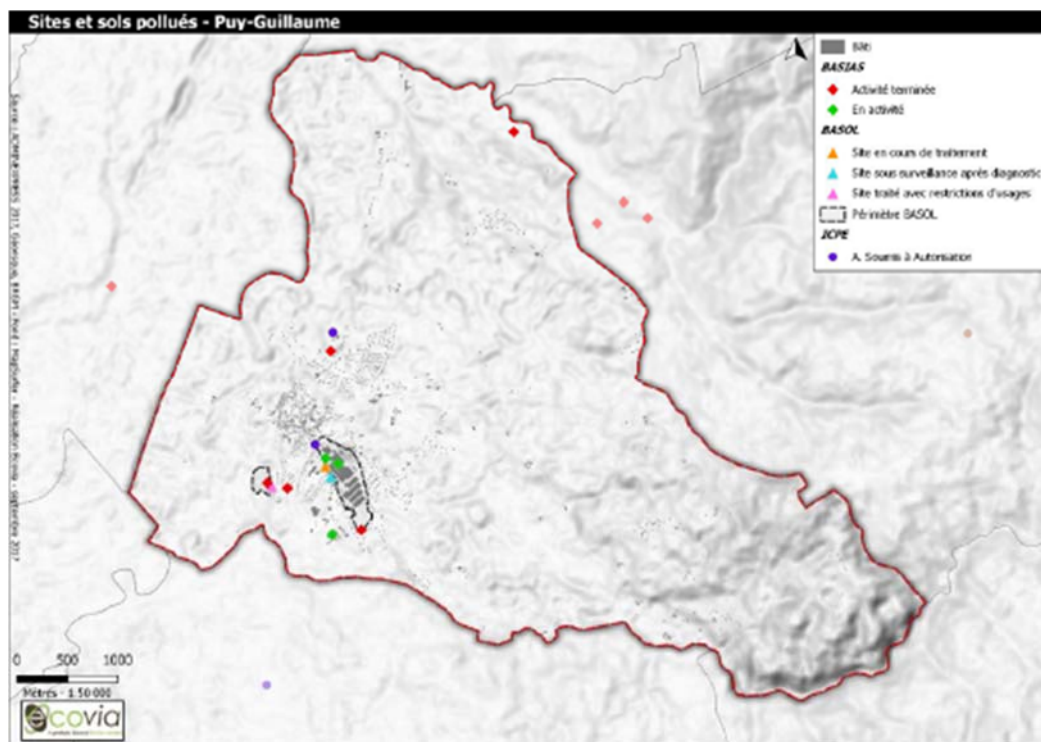 Sites et sols pollués - Puy-Guillaume
Bâti
BASIAS
Activité terminée
En activité
BASOL
Site en cours de traitement
Site sous surveillance après diagnostic
Site traité avec restrictions d'usages
Périmètre BASOL
ICPE
A. Soumis à Autorisation
0 500 1000
Mètres - 1:50 000
ecovia